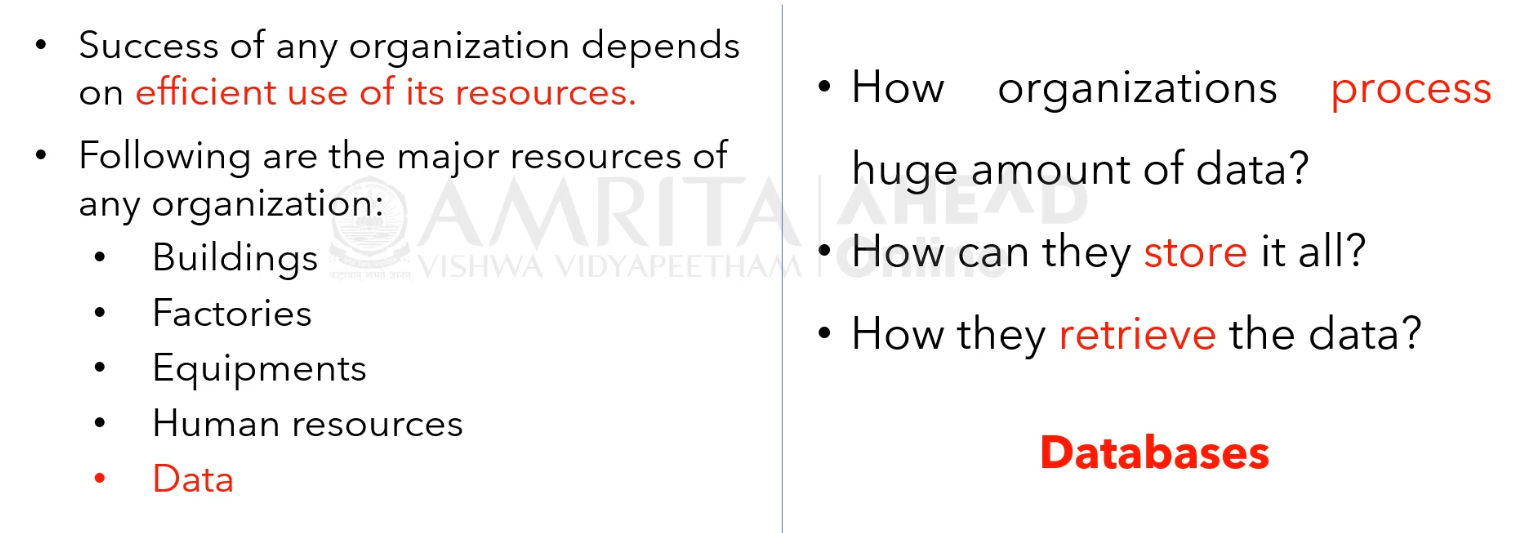 • Success of any organization depends
on efficient use of its resources.
• Following are the major resources of
any organization:
• Buildings
• Factories
• Equipments
• Human resources
• Data
• How organizations process
huge amount of data?
• How can they store it all?
• How they retrieve the data?
Databases
AMRITA
VISHWA VIDYAPEETHAM
AHEAD
Online